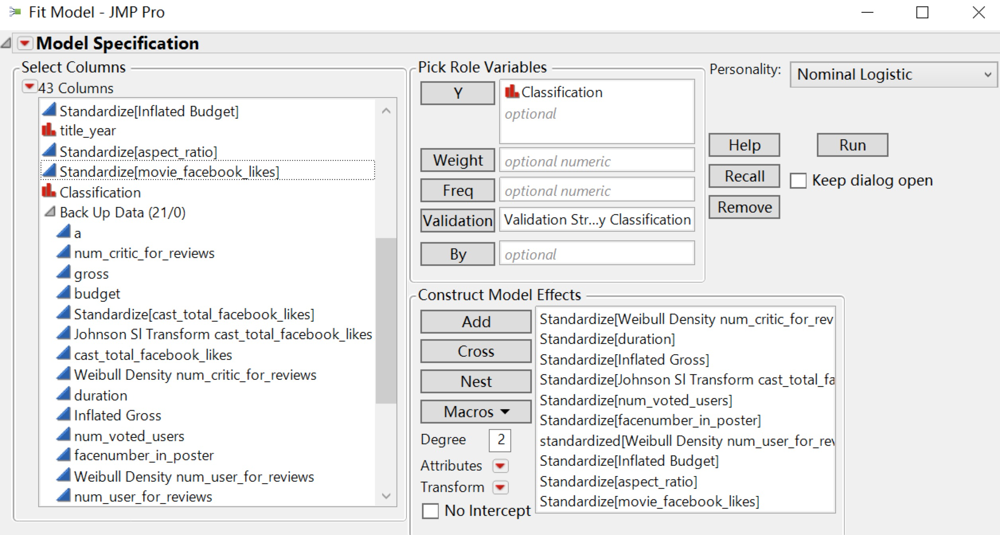 Fit Model - JMP Pro
Model Specification
Select Columns
43 Columns
Standardize[Inflated Budget]
title_year
Standardize[aspect_ratio]
Standardize[movie_facebook_likes]
Classification
Back Up Data (21/0)
a
num_critic_for_reviews
gross
budget
Standardize[cast_total_facebook_likes]
Johnson Sl Transform cast_total_facebook_likes
cast_total_facebook_likes
Weibull Density num_critic_for_reviews
duration
Inflated Gross
num_voted_users
facenumber_in_poster
Weibull Density num_user_for_reviews
num_user_for_reviews
Pick Role Variables
Y
Classification
optional
Weight
optional numeric
Freq
optional numeric
Validation
Validation Str...y Classification
By
optional
Personality:
Nominal Logistic
Help
Run
Recall
Keep dialog open
Remove
Construct Model Effects
Add
Cross
Nest
Macros
Degree
2
Attributes
Transform
No Intercept
Standardize[Weibull Density num_critic_for_rev
Standardize[duration]
Standardize[Inflated Gross]
Standardize[Johnson Sl Transform cast_total_fa
Standardize[num_voted_users]
Standardize[facenumber_in_poster]
standardized[Weibull Density num_user_for_rev
Standardize[Inflated Budget]
Standardize[aspect_ratio]
Standardize[movie_facebook_likes]